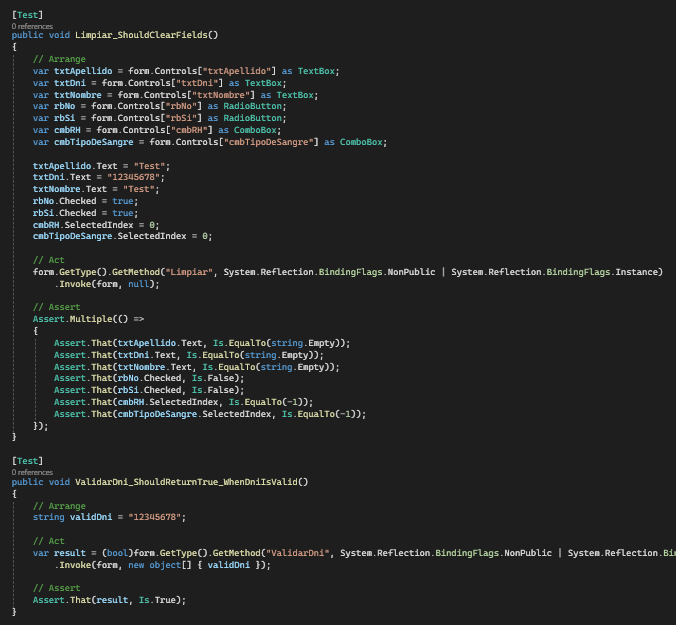 [Test]
0 references
public void Limpiar_ShouldClearFields()
{
// Arrange
var txtApellido = form.Controls["txtApellido"] as TextBox;
var txtDni = form.Controls["txtDni"] as TextBox;
var txtNombre = form.Controls["txtNombre"] as TextBox;
var rbNo = form.Controls["rbNo"] as RadioButton;
var rbSi = form.Controls["rbSi"] as RadioButton;
var cmbRH = form.Controls["cmbRH"] as ComboBox;
var cmbTipoDeSangre = form.Controls["cmbTipoDeSangre"] as ComboBox;
txtApellido.Text = "Test";
txtDni.Text = "12345678";
txtNombre.Text = "Test";
rbNo.Checked = true;
rbSi.Checked = true;
cmbRH.SelectedIndex = 0;
cmbTipoDeSangre.SelectedIndex = 0;
// Act
form.GetType().GetMethod("Limpiar", System.Reflection.BindingFlags.NonPublic | System.Reflection.BindingFlags.Instance)
.Invoke(form, null);
// Assert
Assert.Multiple(() =>
{
Assert.That(txtApellido.Text, Is.EqualTo(string.Empty));
Assert.That(txtDni.Text, Is.EqualTo(string.Empty));
Assert.That(txtNombre.Text, Is.EqualTo(string.Empty));
Assert.That(rbNo.Checked, Is.False);
Assert.That(rbSi.Checked, Is.False);
Assert.That(cmbRH.SelectedIndex, Is.EqualTo(-1));
Assert.That(cmbTipoDeSangre.SelectedIndex, Is.EqualTo(-1));
});
}
[Test]
0 references
public void ValidarDni_ShouldReturnTrue_WhenDniIsValid()
{
// Arrange
string validDni = "12345678";
// Act
var result = (bool)form.GetType().GetMethod("ValidarDni", System.Reflection.BindingFlags.NonPublic | System.Reflection.Bi
.Invoke(form, new object[] { validDni });
// Assert
Assert.That(result, Is.True);
}